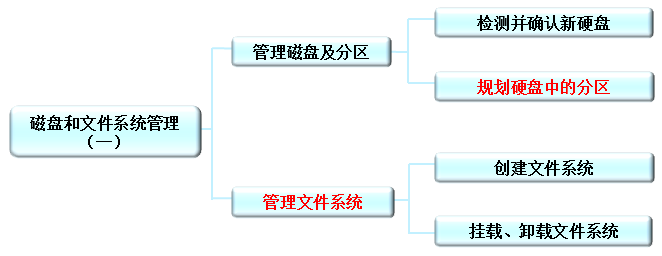 磁盘和文件系统管理
（一）
管理磁盘及分区
检测并确认新硬盘
规划硬盘中的分区
管理文件系统
创建文件系统
挂载、卸载文件系统